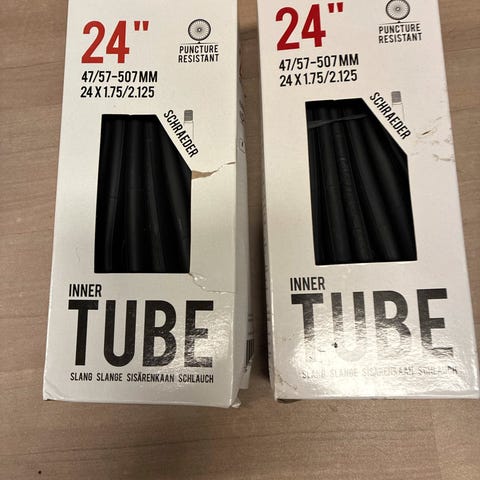 24"
PUNCTURE
RESISTANT
47/57-507MM
24 X 1.75/2.125
SCHRAEDER
INNER
TUBE
SLANG SLANGE SISÄRENKAAN SCHLAUCH
24"
PUNCTURE
RESISTANT
47/57-507MM
24 X 1.75/2.125
SCHRAEDER
INNER
TUBE
SLANG SLANGE SISÄRENKAAN SCHLAUCH